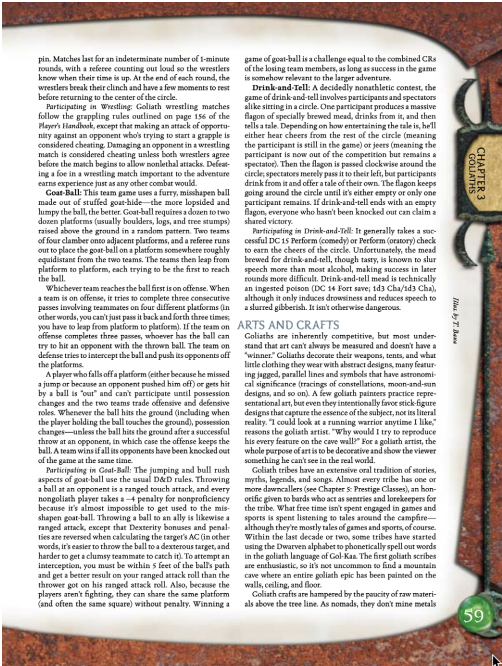 pin. Matches last for an indeterminate number of 1-minute
rounds, with a referee counting out loud so the wrestlers
know when their time is up. At the end of each round, the
wrestlers break their clinch and have a few moments to rest
before returning to the center of the circle.
Participating in Wrestling: Goliath wrestling matches
follow the grappling rules outlined on page 156 of the
Player's Handbook, except that making an attack of opportu-
nity against an opponent who's trying to start a grapple is
considered cheating. Damaging an opponent in a wrestling
match is considered cheating unless both wrestlers agree
before the match begins to allow nonlethal attacks. Defeat-
ing a foe in a wrestling match important to the adventure
earns experience just as any other combat would.
Goat-Ball: This team game uses a furry, misshapen ball
made out of stuffed goat-hide—the more lopsided and
lumpy the ball, the better. Goat-ball requires a dozen to two
dozen platforms (usually boulders, logs, and tree stumps)
raised above the ground in a random pattern. Two teams
of four clamber onto adjacent platforms, and a referee runs
out to place the goat-ball on a platform somewhere roughly
equidistant from the two teams. The teams then leap from
platform to platform, each trying to be the first to reach
the ball.
Whichever team reaches the ball first is on offense. When
a team is on offense, it tries to complete three consecutive
passes involving teammates on four different platforms (in
other words, you can't just pass it back and forth three times;
you have to leap from platform to platform). If the team on
offense completes three passes, whoever has the ball can
try to hit an opponent with the thrown ball. The team on
defense tries to intercept the ball and push its opponents off
the platforms.
A player who falls off a platform (either because he missed
a jump or because an opponent pushed him off) or gets hit
by a ball is "out" and can't participate until possession
changes and the two teams trade offensive and defensive
roles. Whenever the ball hits the ground (including when
the player holding the ball touches the ground), possession
changes—unless the ball hits the ground after a successful
throw at an opponent, in which case the offense keeps the
ball. A team wins if all its opponents have been knocked out
of the game at the same time.
Participating in Goat-Ball: The jumping and bull rush
aspects of goat-ball use the usual D&D rules. Throwing
a ball at an opponent is a ranged touch attack, and every
nongoliath player takes a –4 penalty for nonproficiency
because it's almost impossible to get used to the mis-
shapen goat-ball. Throwing a ball to an ally is likewise a
ranged attack, except that Dexterity bonuses and penal-
ties are reversed when calculating the target's AC (in other
words, it's easier to throw the ball to a dexterous target, and
harder to get a clumsy teammate to catch it). To attempt an
interception, you must be within 5 feet of the ball's path
and get a better result on your ranged attack roll than the
thrower got on his ranged attack roll. Also, because the
players aren't fighting, they can share the same platform
(and often the same square) without penalty. Winning a
game of goat-ball is a challenge equal to the combined CRs
of the losing team members, as long as success in the game
is somehow relevant to the larger adventure.
Drink-and-Tell: A decidedly nonathletic contest, the
game of drink-and-tell involves participants and spectators
alike sitting in a circle. One participant produces a massive
flagon of specially brewed mead, drinks from it, and then
tells a tale. Depending on how entertaining the tale is, he'll
either hear cheers from the rest of the circle (meaning
the participant is still in the game) or jeers (meaning the
participant is now out of the competition but remains a
spectator). Then the flagon is passed clockwise around the
circle; spectators merely pass it to their left, but participants
drink from it and offer a tale of their own. The flagon keeps
going around the circle until it's either empty or only one
participant remains. If drink-and-tell ends with an empty
flagon, everyone who hasn't been knocked out can claim a
shared victory.
Participating in Drink-and-Tell: It generally takes a suc-
cessful DC 15 Perform (comedy) or Perform (oratory) check
to earn the cheers of the circle. Unfortunately, the mead
brewed for drink-and-tell, though tasty, is known to slur
speech more than most alcohol, making success in later
rounds more difficult. Drink-and-tell mead is technically
an ingested poison (DC 14 Fort save; 1d3 Cha/1d3 Cha),
although it only induces drowsiness and reduces speech to
a slurred gibberish. It isn't otherwise dangerous.
ARTS AND CRAFTS
Goliaths are inherently competitive, but most under-
stand that art can't always be measured and doesn't have a
"winner." Goliaths decorate their weapons, tents, and what
little clothing they wear with abstract designs, many featur-
ing jagged, parallel lines and symbols that have astronomi-
cal significance (tracings of constellations, moon-and-sun
designs, and so on). A few goliath painters practice repre-
sentational art, but even they intentionally favor stick-figure
designs that capture the essence of the subject, not its literal
reality. "I could look at a running warrior anytime I like,"
reasons the goliath artist. "Why would I try to reproduce
his every feature on the cave wall?" For a goliath artist, the
whole purpose of art is to be decorative and show the viewer
something he can't see in the real world.
Goliath tribes have an extensive oral tradition of stories,
myths, legends, and songs. Almost every tribe has one or
more dawncallers (see Chapter 5: Prestige Classes), an hon-
orific given to bards who act as sentries and lorekeepers for
the tribe. What free time isn't spent engaged in games and
sports is spent listening to tales around the campfire—
although they're mostly tales of games and sports, of course.
Within the last decade or two, some tribes have started
using the Dwarven alphabet to phonetically spell out words
in the goliath language of Gol-Kaa. The first goliath scribes
are enthusiastic, so it's not uncommon to find a mountain
cave where an entire goliath epic has been painted on the
walls, ceiling, and floor.
Goliath crafts are hampered by the paucity of raw materi-
als above the tree line. As nomads, they don't mine metals
CHAPTER 3
GOLIATHS
Illus. by T. Baxa
59